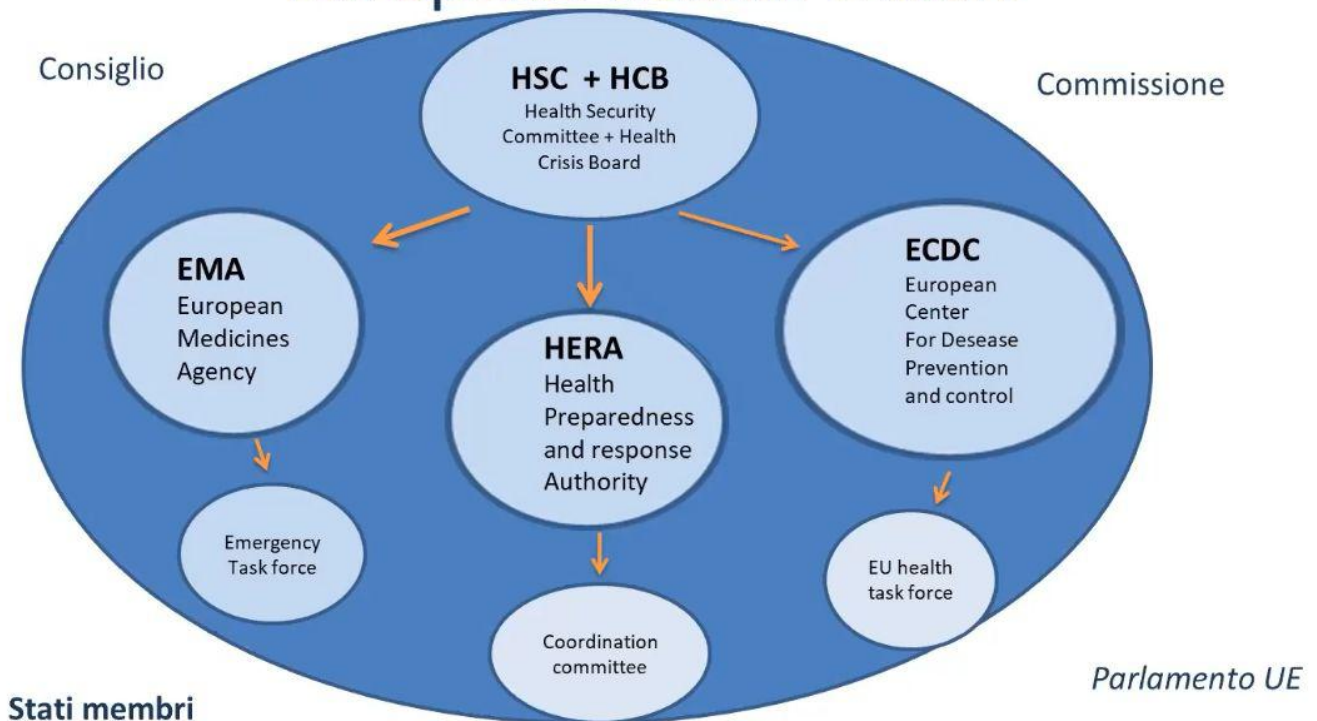 Consiglio
Commissione
HSC + HCB
Health Security
Committee + Health
Crisis Board
EMA
European
Medicines
Agency
HERA
Health
Preparedness
and response
Authority
ECDC
European
Center
For Desease
Prevention
and control
Emergency
Task force
Coordination
committee
EU health
task force
Stati membri
Parlamento UE